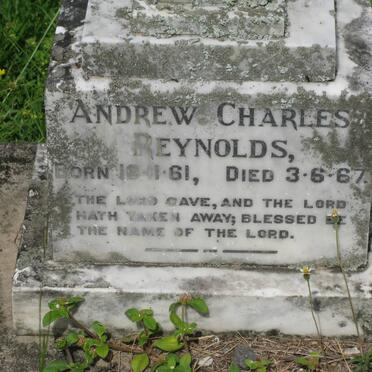 ANDREW CHARLES
REYNOLDS,
BORN 18·11·61, DIED 3·6·67
THE LORD GAVE, AND THE LORD
HATH TAKEN AWAY; BLESSED BE
THE NAME OF THE LORD.